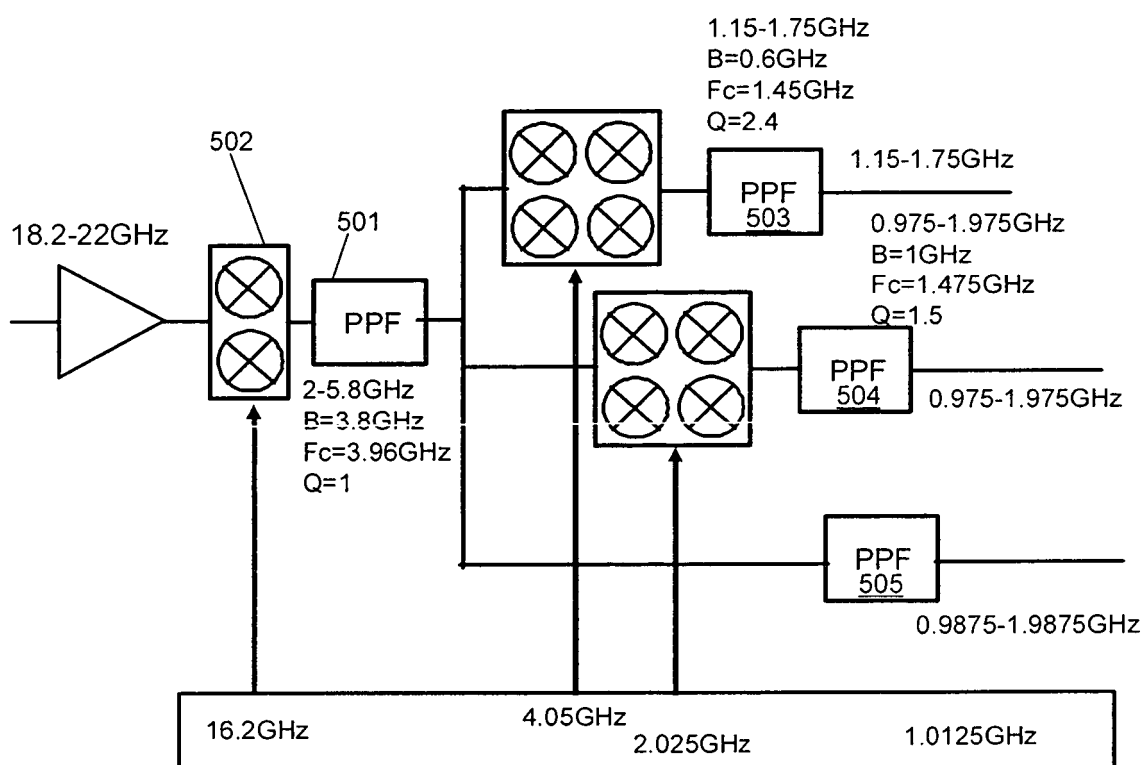 1.15-1.75GHz
B=0.6GHz
Fc=1.45GHz
Q=2.4
502
501
18.2-22GHz
PPF
503
1.15-1.75GHz
0.975-1.975GHz
B=1GHz
Fc=1.475GHz
Q=1.5
PPF
2-5.8GHz
B=3.8GHz
Fc=3.96GHz
Q=1
PPF
504
0.975-1.975GHz
PPF
505
0.9875-1.9875GHz
16.2GHz
4.05GHz
2.025GHz
1.0125GHz